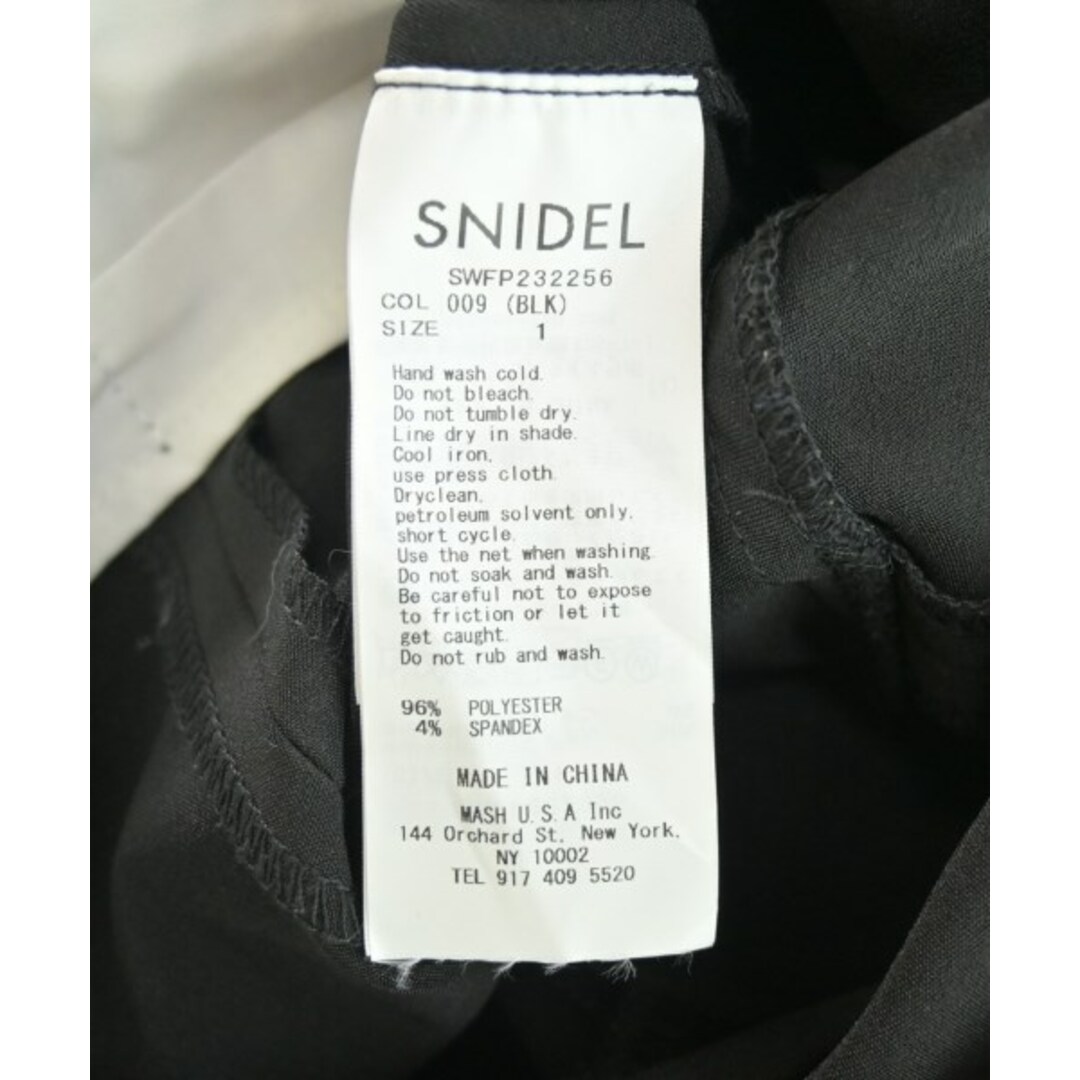 SNIDEL
SWFP232256
COL 009 (BLK)
SIZE 1
Hand wash cold.
Do not bleach.
Do not tumble dry.
Line dry in shade.
Cool iron,
use press cloth.
Dryclean,
petroleum solvent only,
short cycle.
Use the net when washing.
Do not soak and wash.
Be careful not to expose
to friction or let it
get caught.
Do not rub and wash.
96% POLYESTER
4% SPANDEX
MADE IN CHINA
MASH U.S.A Inc
144 Orchard St, New York,
NY 10002
TEL 917 409 5520